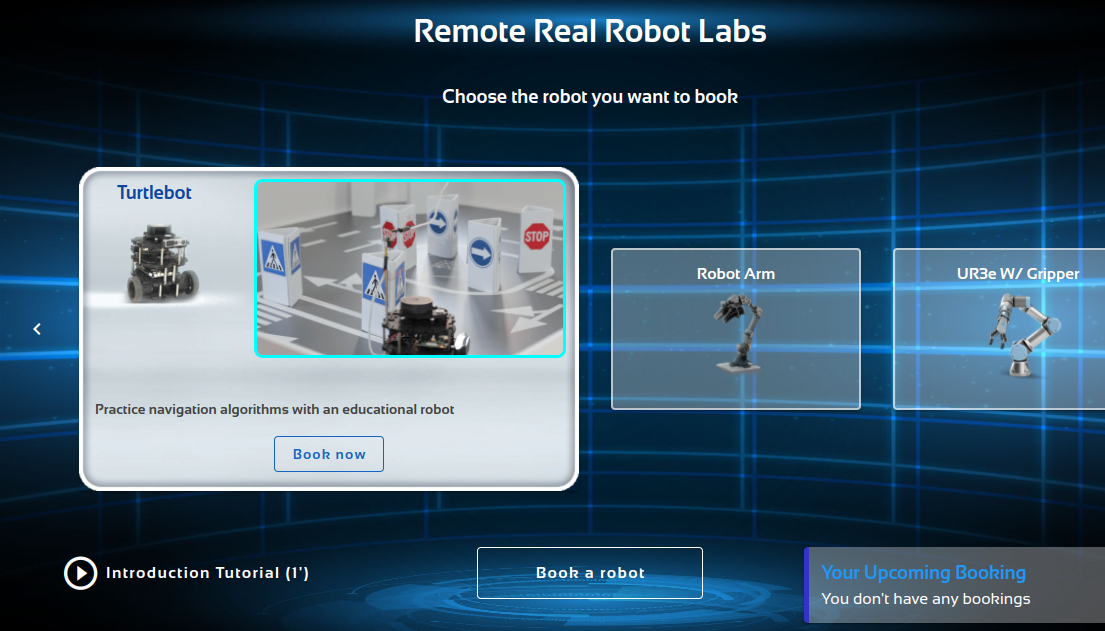 Remote Real Robot Labs
Choose the robot you want to book
Turtlebot
STOP
STOP
STOP
Practice navigation algorithms with an educational robot
Book now
Robot Arm
UR3e W/ Gripper
Introduction Tutorial (1')
Book a robot
Your Upcoming Booking
You don't have any bookings